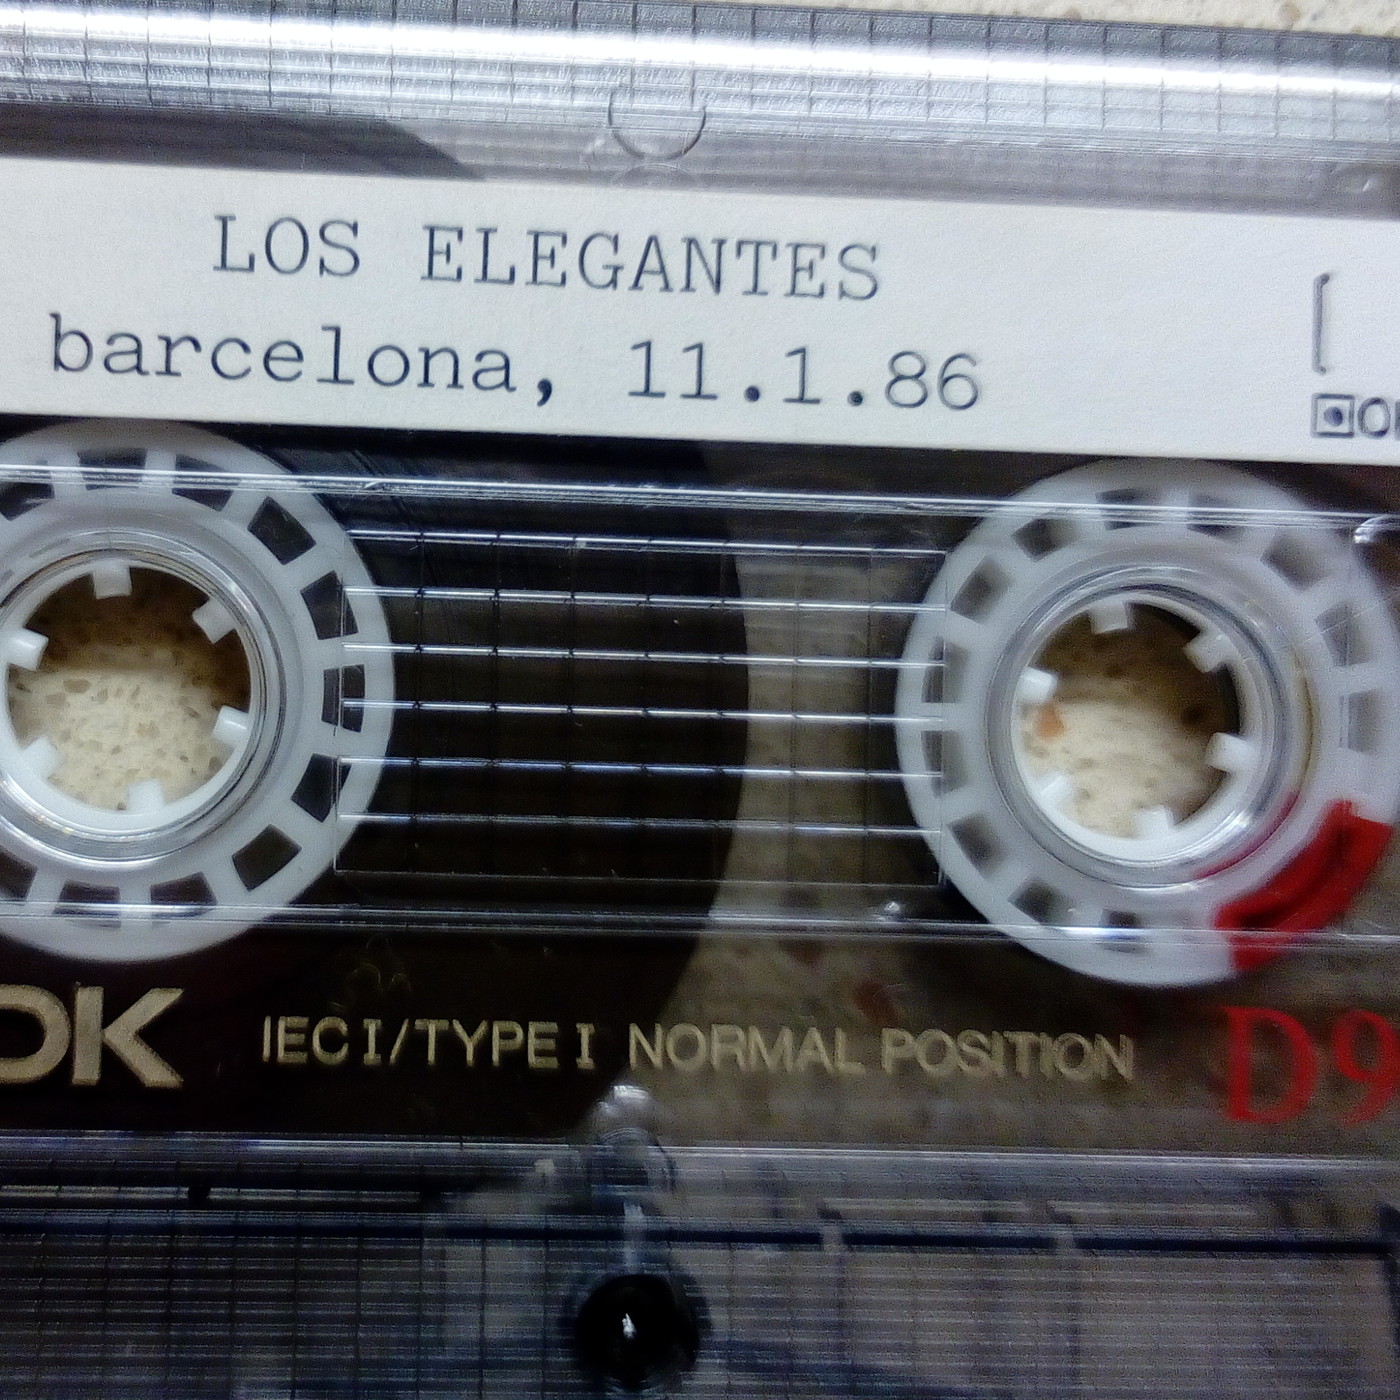 LOS ELEGANTES
barcelona, 11.1.86
IEC I/TYPE I NORMAL POSITION